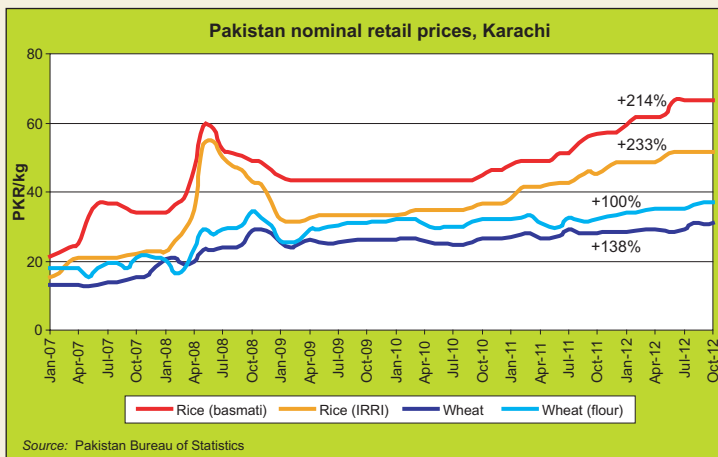 Pakistan nominal retail prices, Karachi
PKR/kg
80
60
40
20
0
+214%
+233%
+100%
+138%
Jan-07
Apr-07
Jul-07
Oct-07
Jan-08
Apr-08
Jul-08
Oct-08
Jan-09
Apr-09
Jul-09
Oct-09
Jan-10
Apr-10
Jul-10
Oct-10
Jan-11
Apr-11
Jul-11
Oct-11
Jan-12
Apr-12
Jul-12
Oct-12
Rice (basmati) Rice (IRRI) Wheat Wheat (flour)
Source: Pakistan Bureau of Statistics